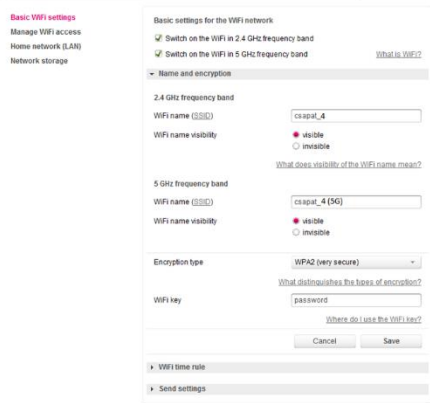 Basic WiFi settings
Manage WiFi access
Home network (LAN)
Network storage
Basic settings for the WiFi network
Switch on the WiFi in 2.4 GHz frequency band
Switch on the WiFi in 5 GHz frequency band What is WiFi?
Name and encryption
2.4 GHz frequency band
WiFi name (SSID) csapat_4
WiFi name visibility visible
invisible
What does visibility of the WiFi name mean?
5 GHz frequency band
WiFi name (SSID) csapat_4 (5G)
WiFi name visibility visible
invisible
Encryption type WPA2 (very secure)
What distinguishes the types of encryption?
WiFi key password
Where do I use the WiFi key?
Cancel Save
WiFi time rule
Send settings